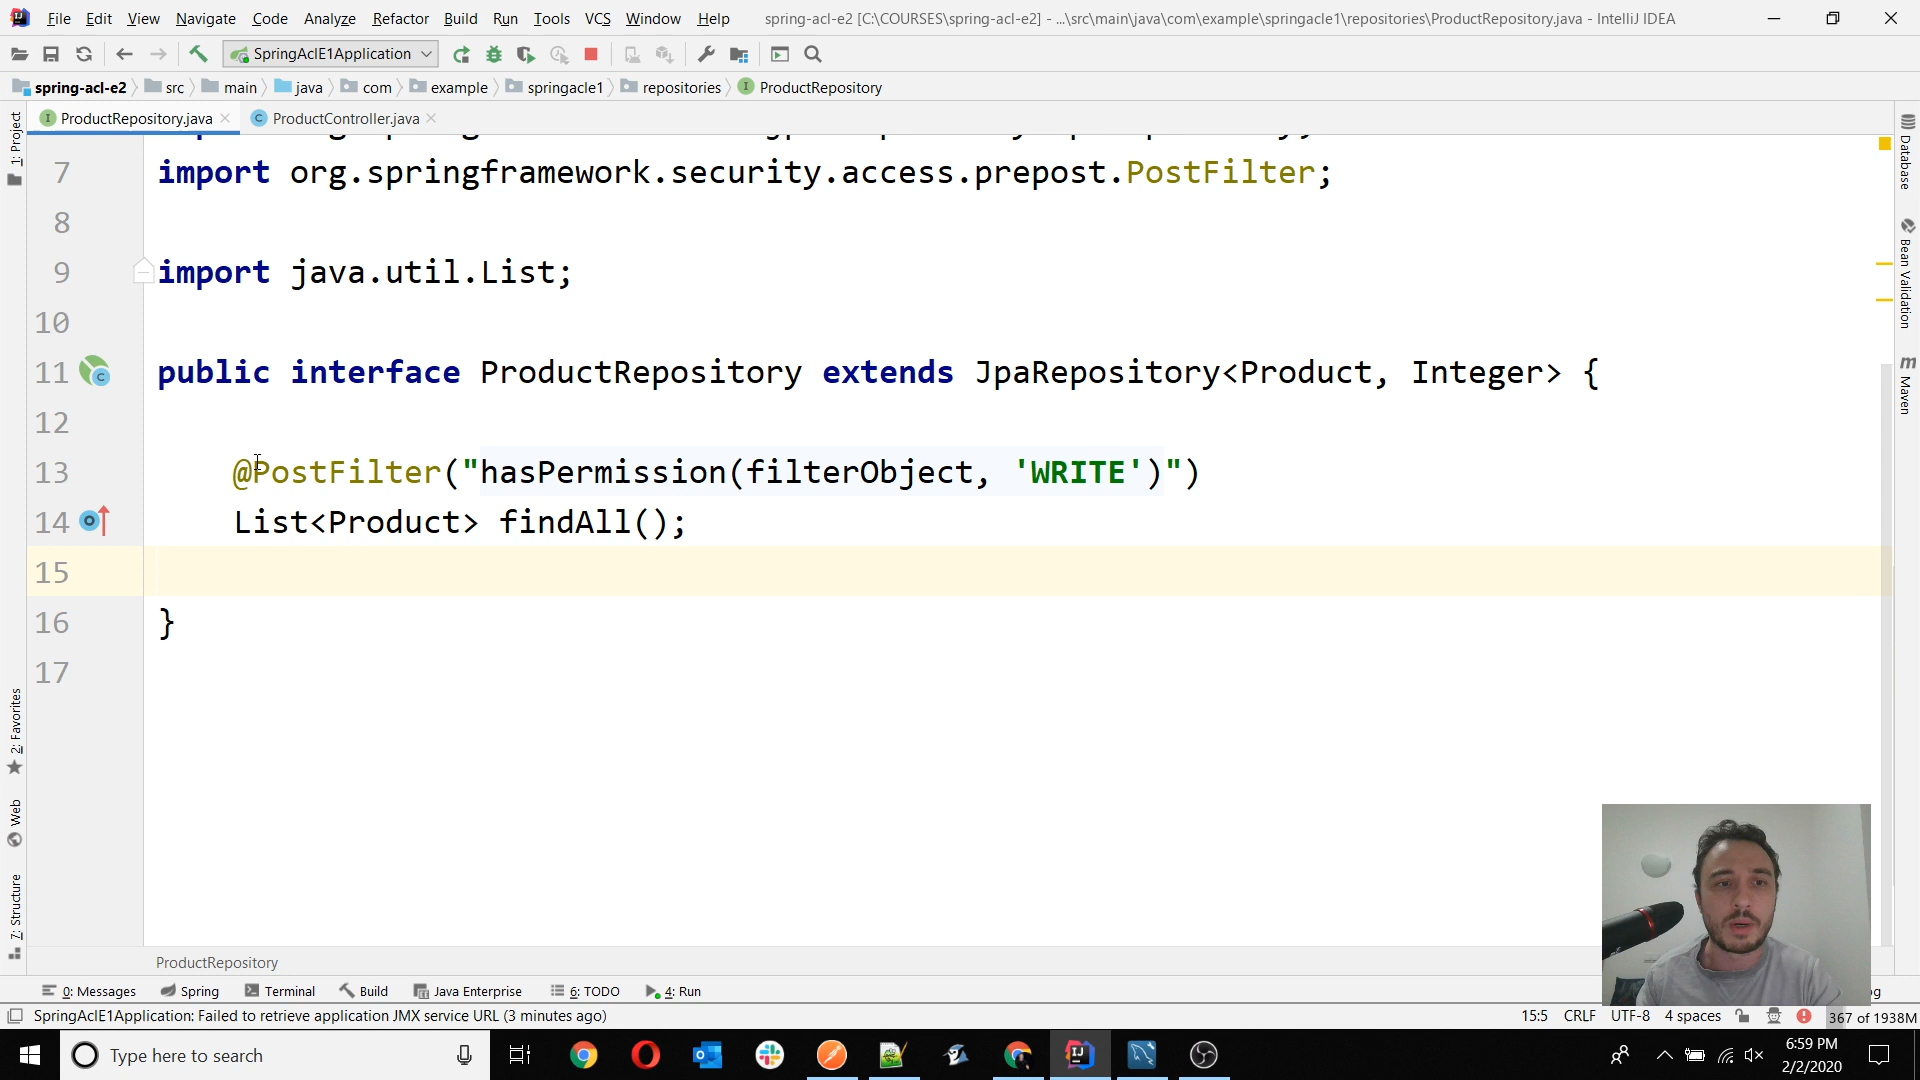 File Edit View Navigate Code Analyze Refactor Build Run Tools VCS Window Help spring-acl-e2 [C:\COURSES\spring-acl-e2] - ...\src\main\java\com\example\springacle1\repositories\ProductRepository.java - IntelliJ IDEA
SpringAclE1Application
spring-acl-e2 src main java com example springacle1 repositories ProductRepository
ProductRepository.java ProductController.java
7 import org.springframework.security.access.prepost.PostFilter;
8
9 import java.util.List;
10
11 public interface ProductRepository extends JpaRepository<Product, Integer> {
12
13 @PostFilter("hasPermission(filterObject, 'WRITE')")
14 List<Product> findAll();
15
16 }
17
1: Project
2: Favorites
Web
7: Structure
Database
Bean Validation
m Maven
ProductRepository
0: Messages Spring Terminal Build Java Enterprise 6: TODO 4: Run
SpringAclE1Application: Failed to retrieve application JMX service URL (3 minutes ago) 15:5 CRLF UTF-8 4 spaces 367 of 1938M
Type here to search
6:59 PM
2/2/2020